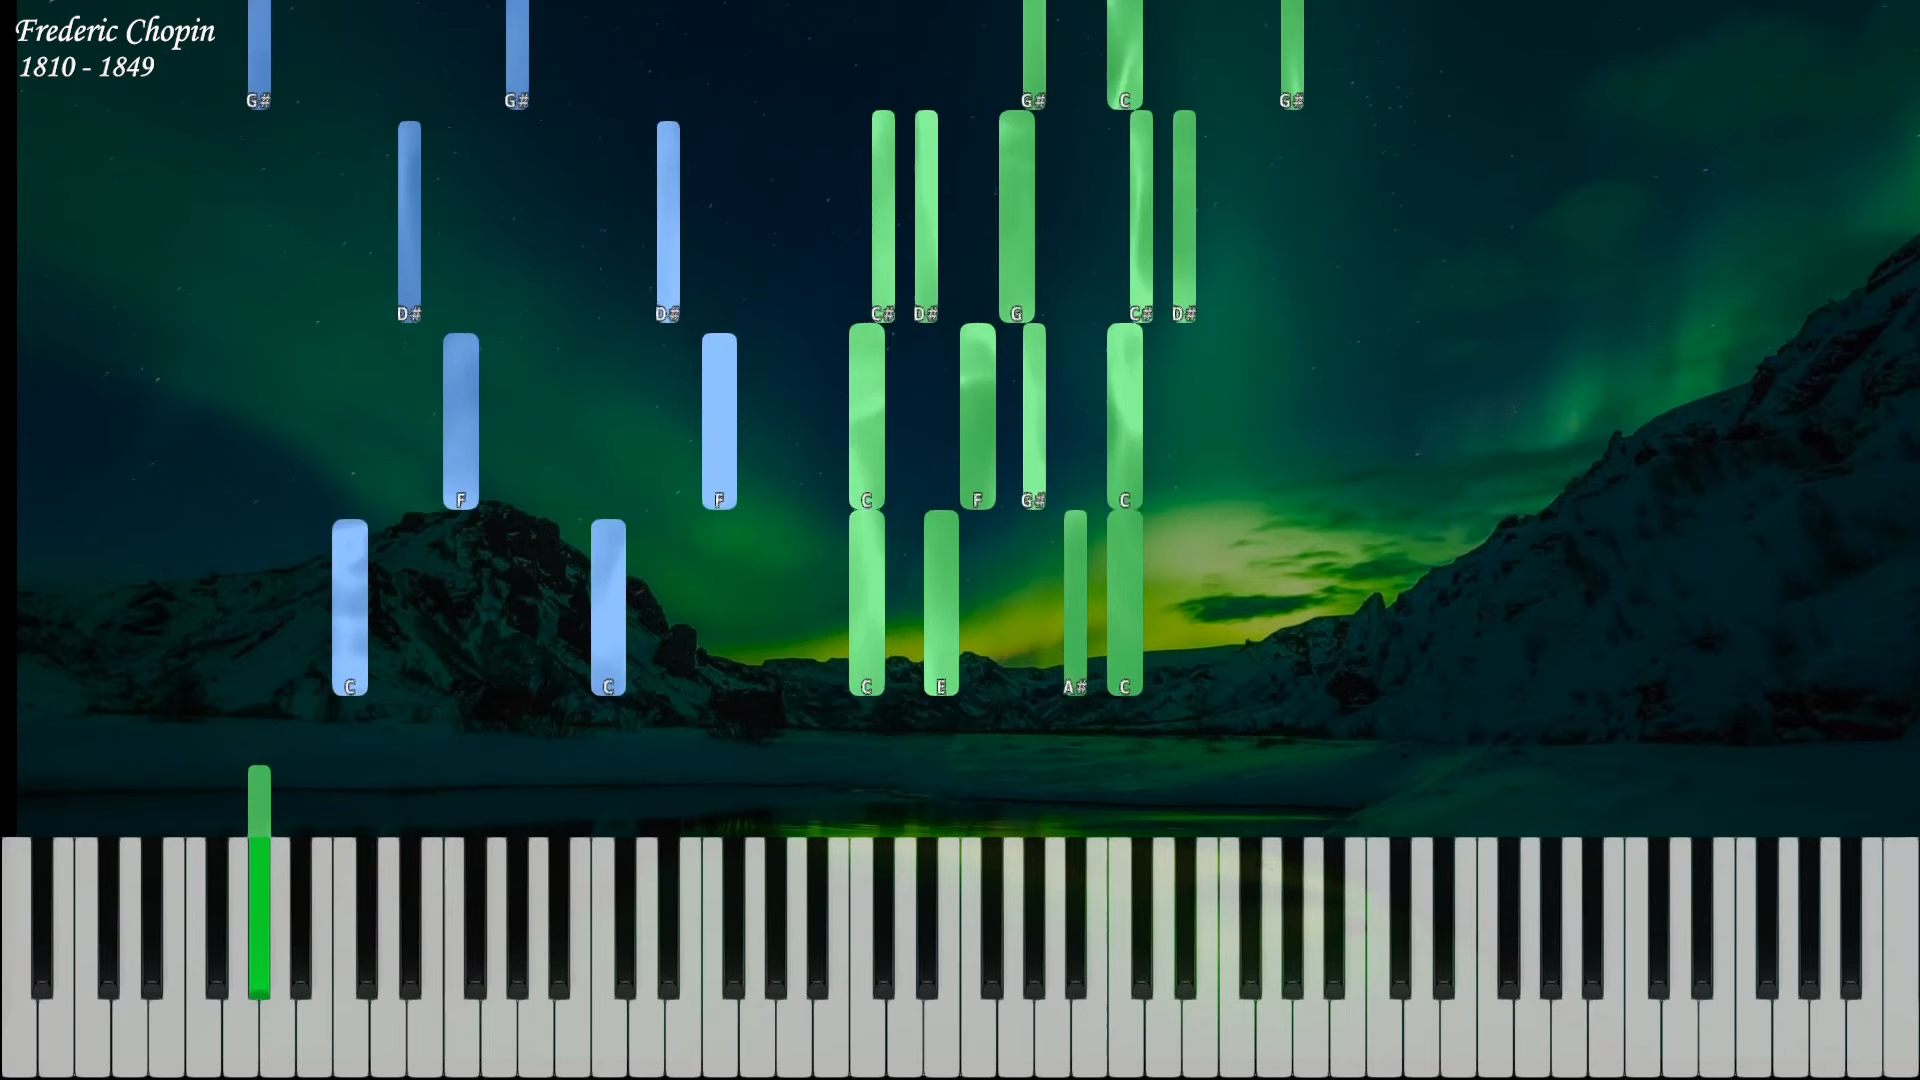 Frederic Chopin
1810 - 1849
G# G# G# C G#
D# D# C# D# G C# D#
F F C F G# C
C C C E A# C